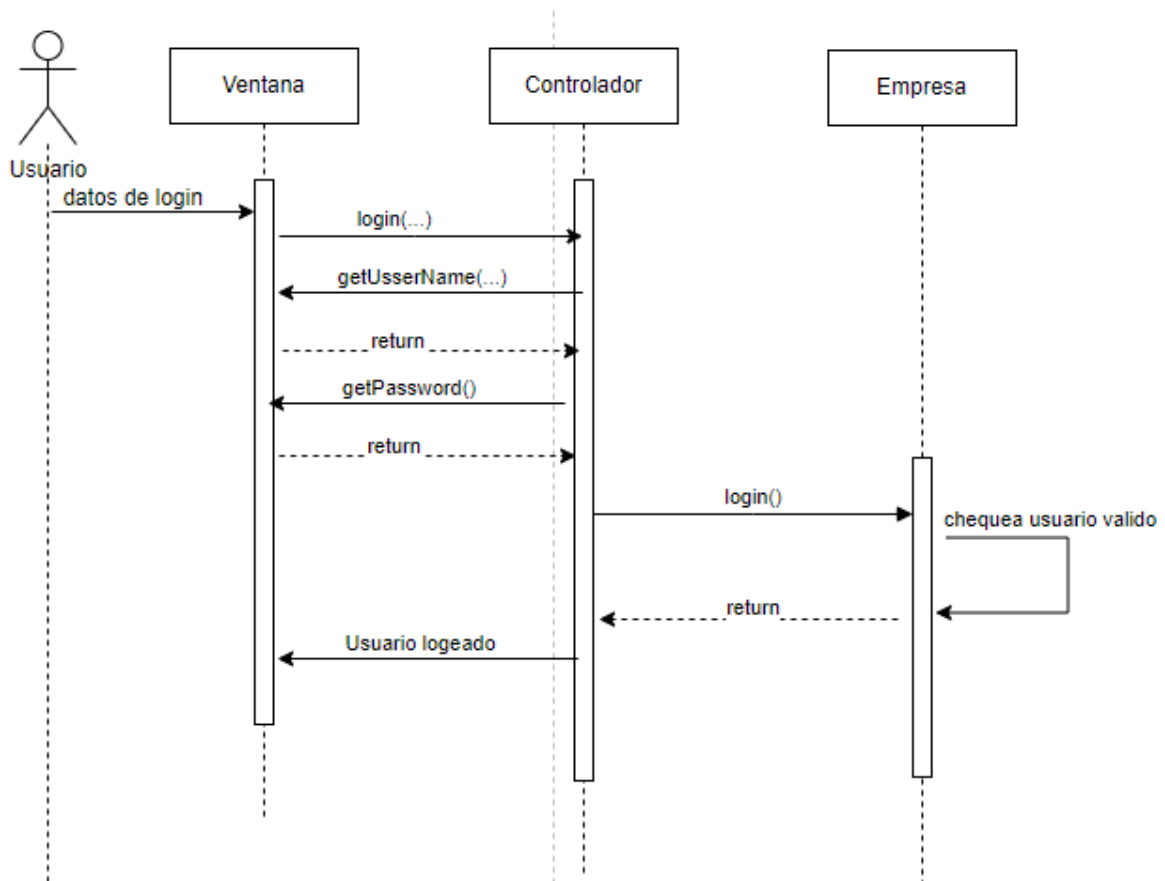 Ventana
Controlador
Empresa
Usuario
datos de login
login(...)
getUsserName(...)
return
getPassword()
return
login()
chequea usuario valido
return
Usuario logeado